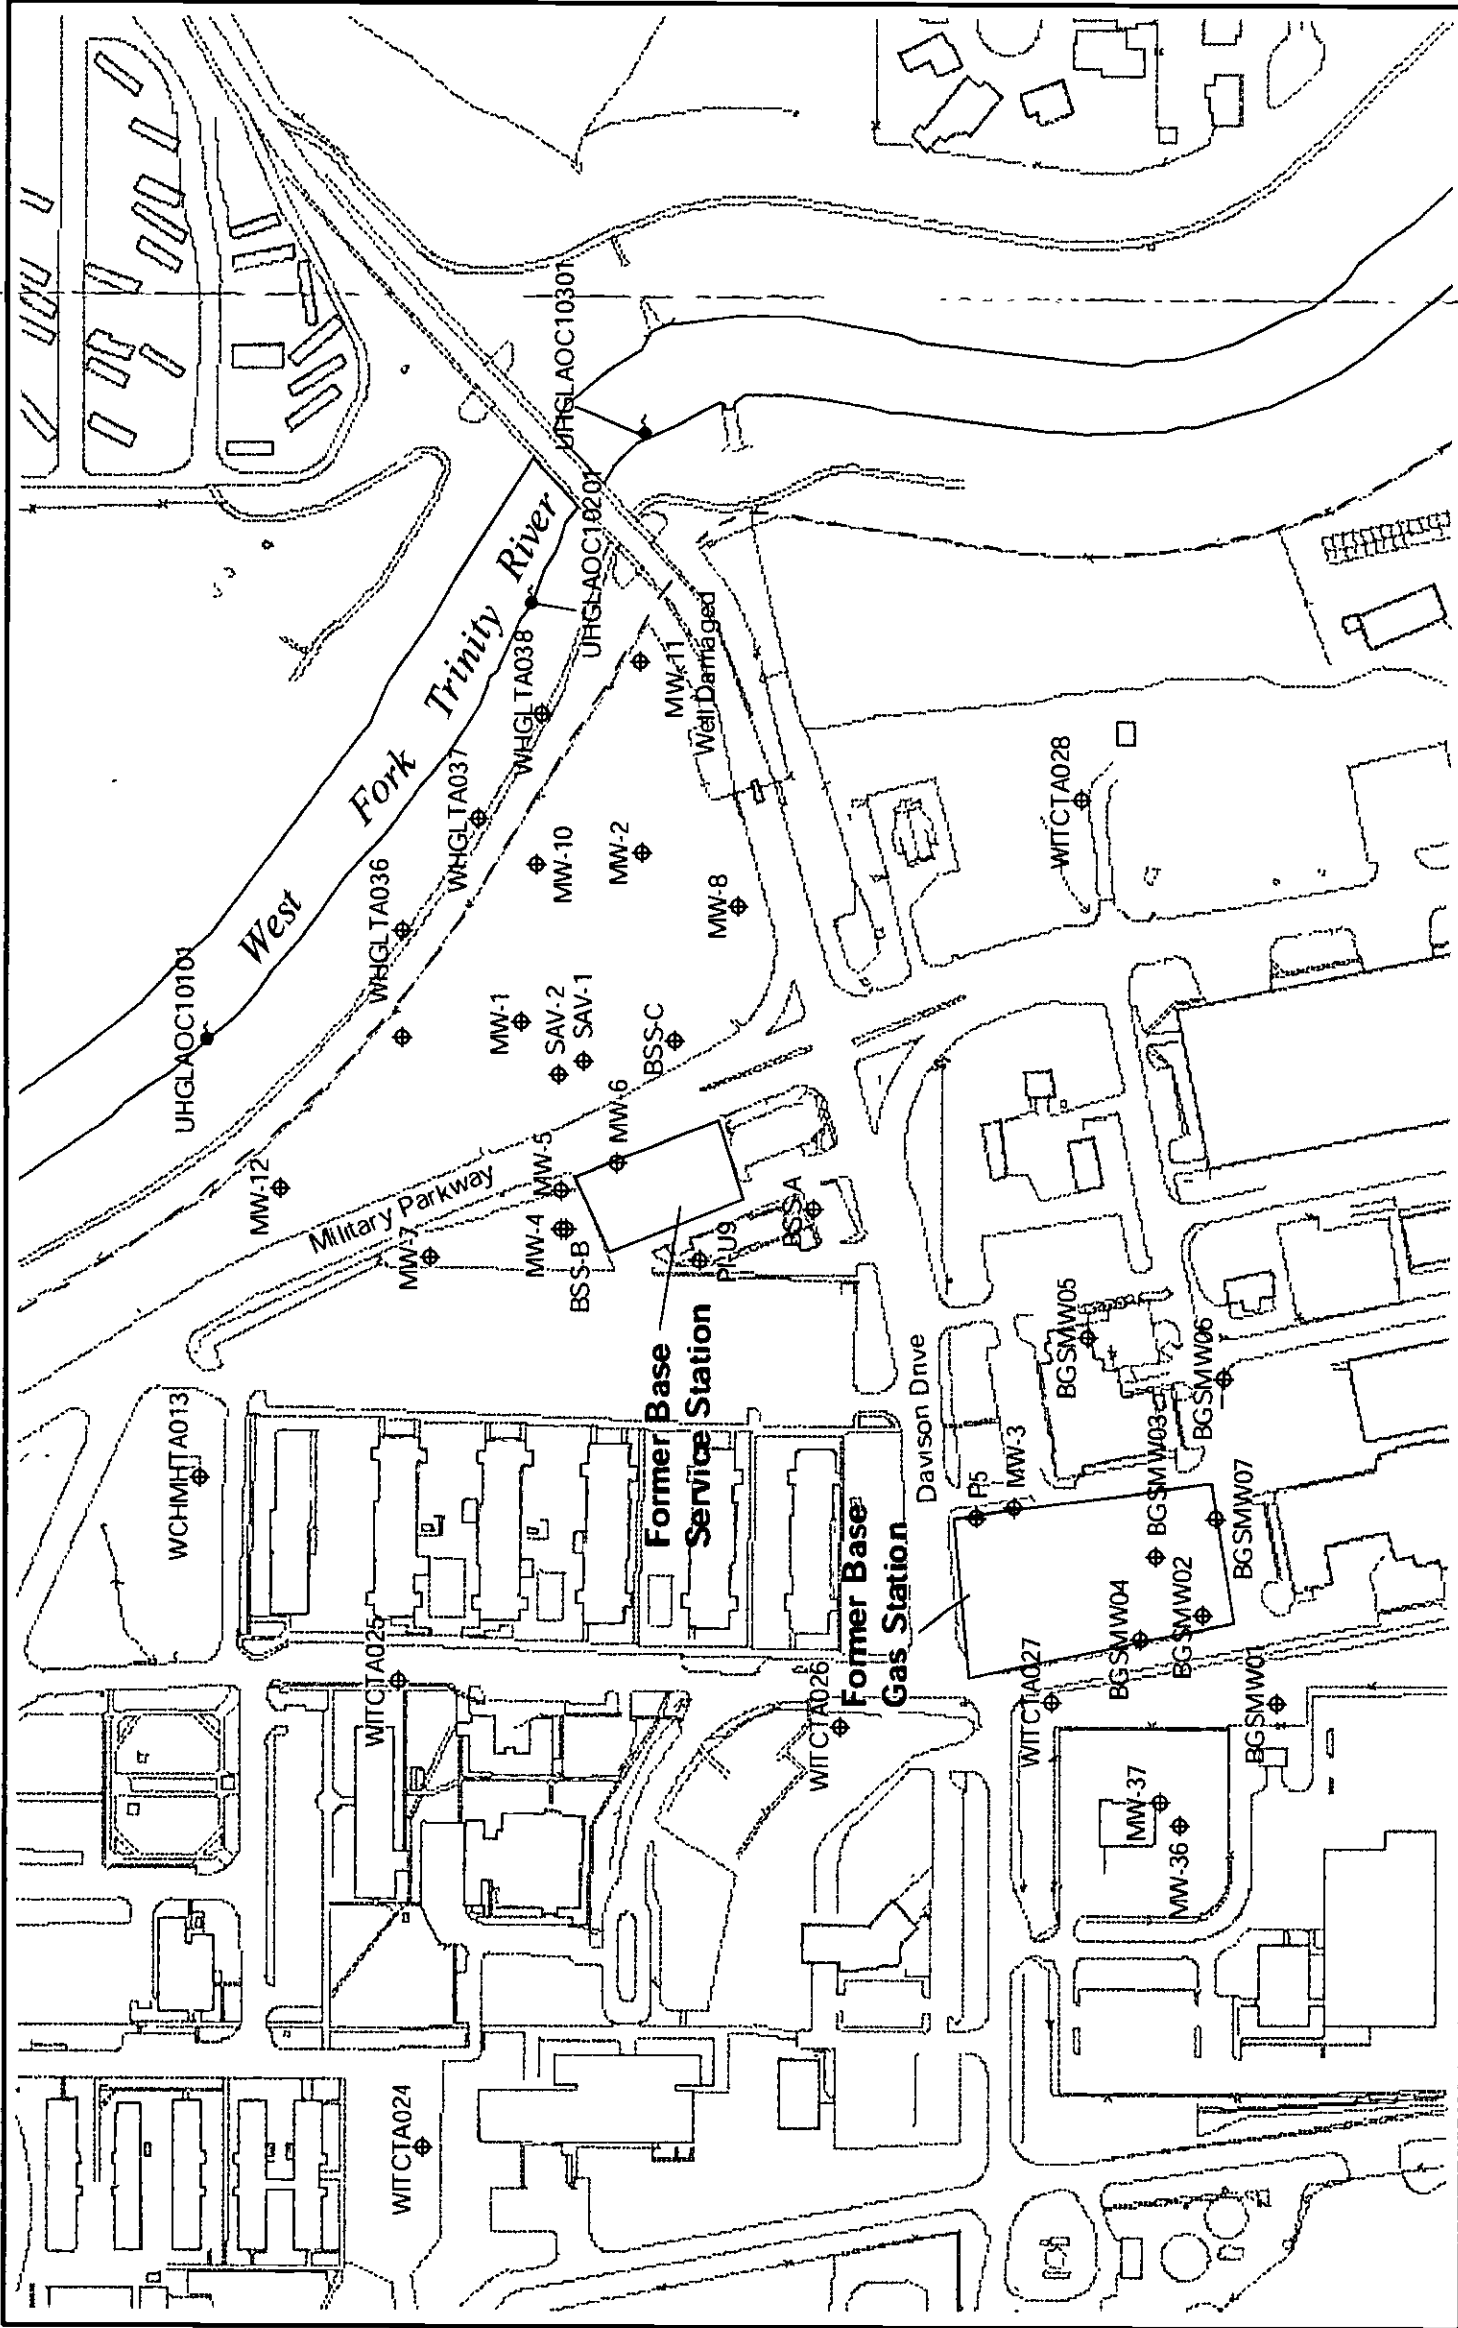 UHGLAOC10301
UHGLAOC10201
West Fork Trinity River
WHGLTA038
MW-11
Well Damaged
WHGLTA037
WHGLTA036
MW-10
MW-2
MW-8
WITCTA028
UHGLAOC10101
MW-1
SAV-2
SAV-1
BSS-C
MW-6
MW-5
MW-12
Military Parkway
MW-7
MW-4
BSS-B
BSS-A
Former Base
Service Station
WCHMHTA013
Davison Drive
BGSMW05
BGSMW06
P5
MW-3
BGSMW03
BGSMW07
Former Base
Gas Station
BGSMW04
BGSMW02
WITCTA025
WITCTA026
WITCTA027
BGSMW01
MW-37
MW-36
WITCTA024